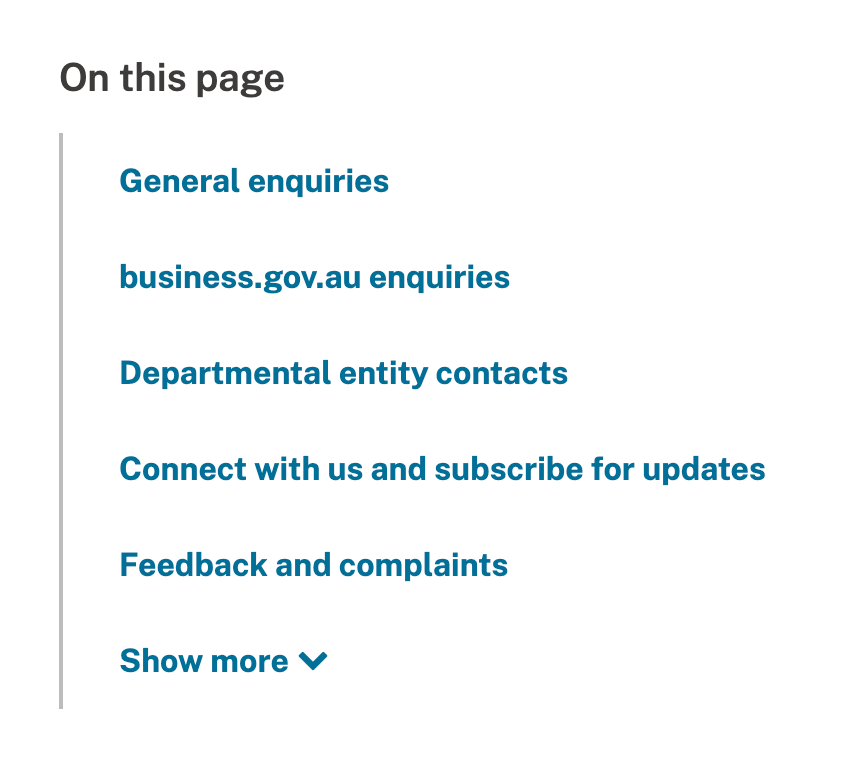 On this page
General enquiries
business.gov.au enquiries
Departmental entity contacts
Connect with us and subscribe for updates
Feedback and complaints
Show more